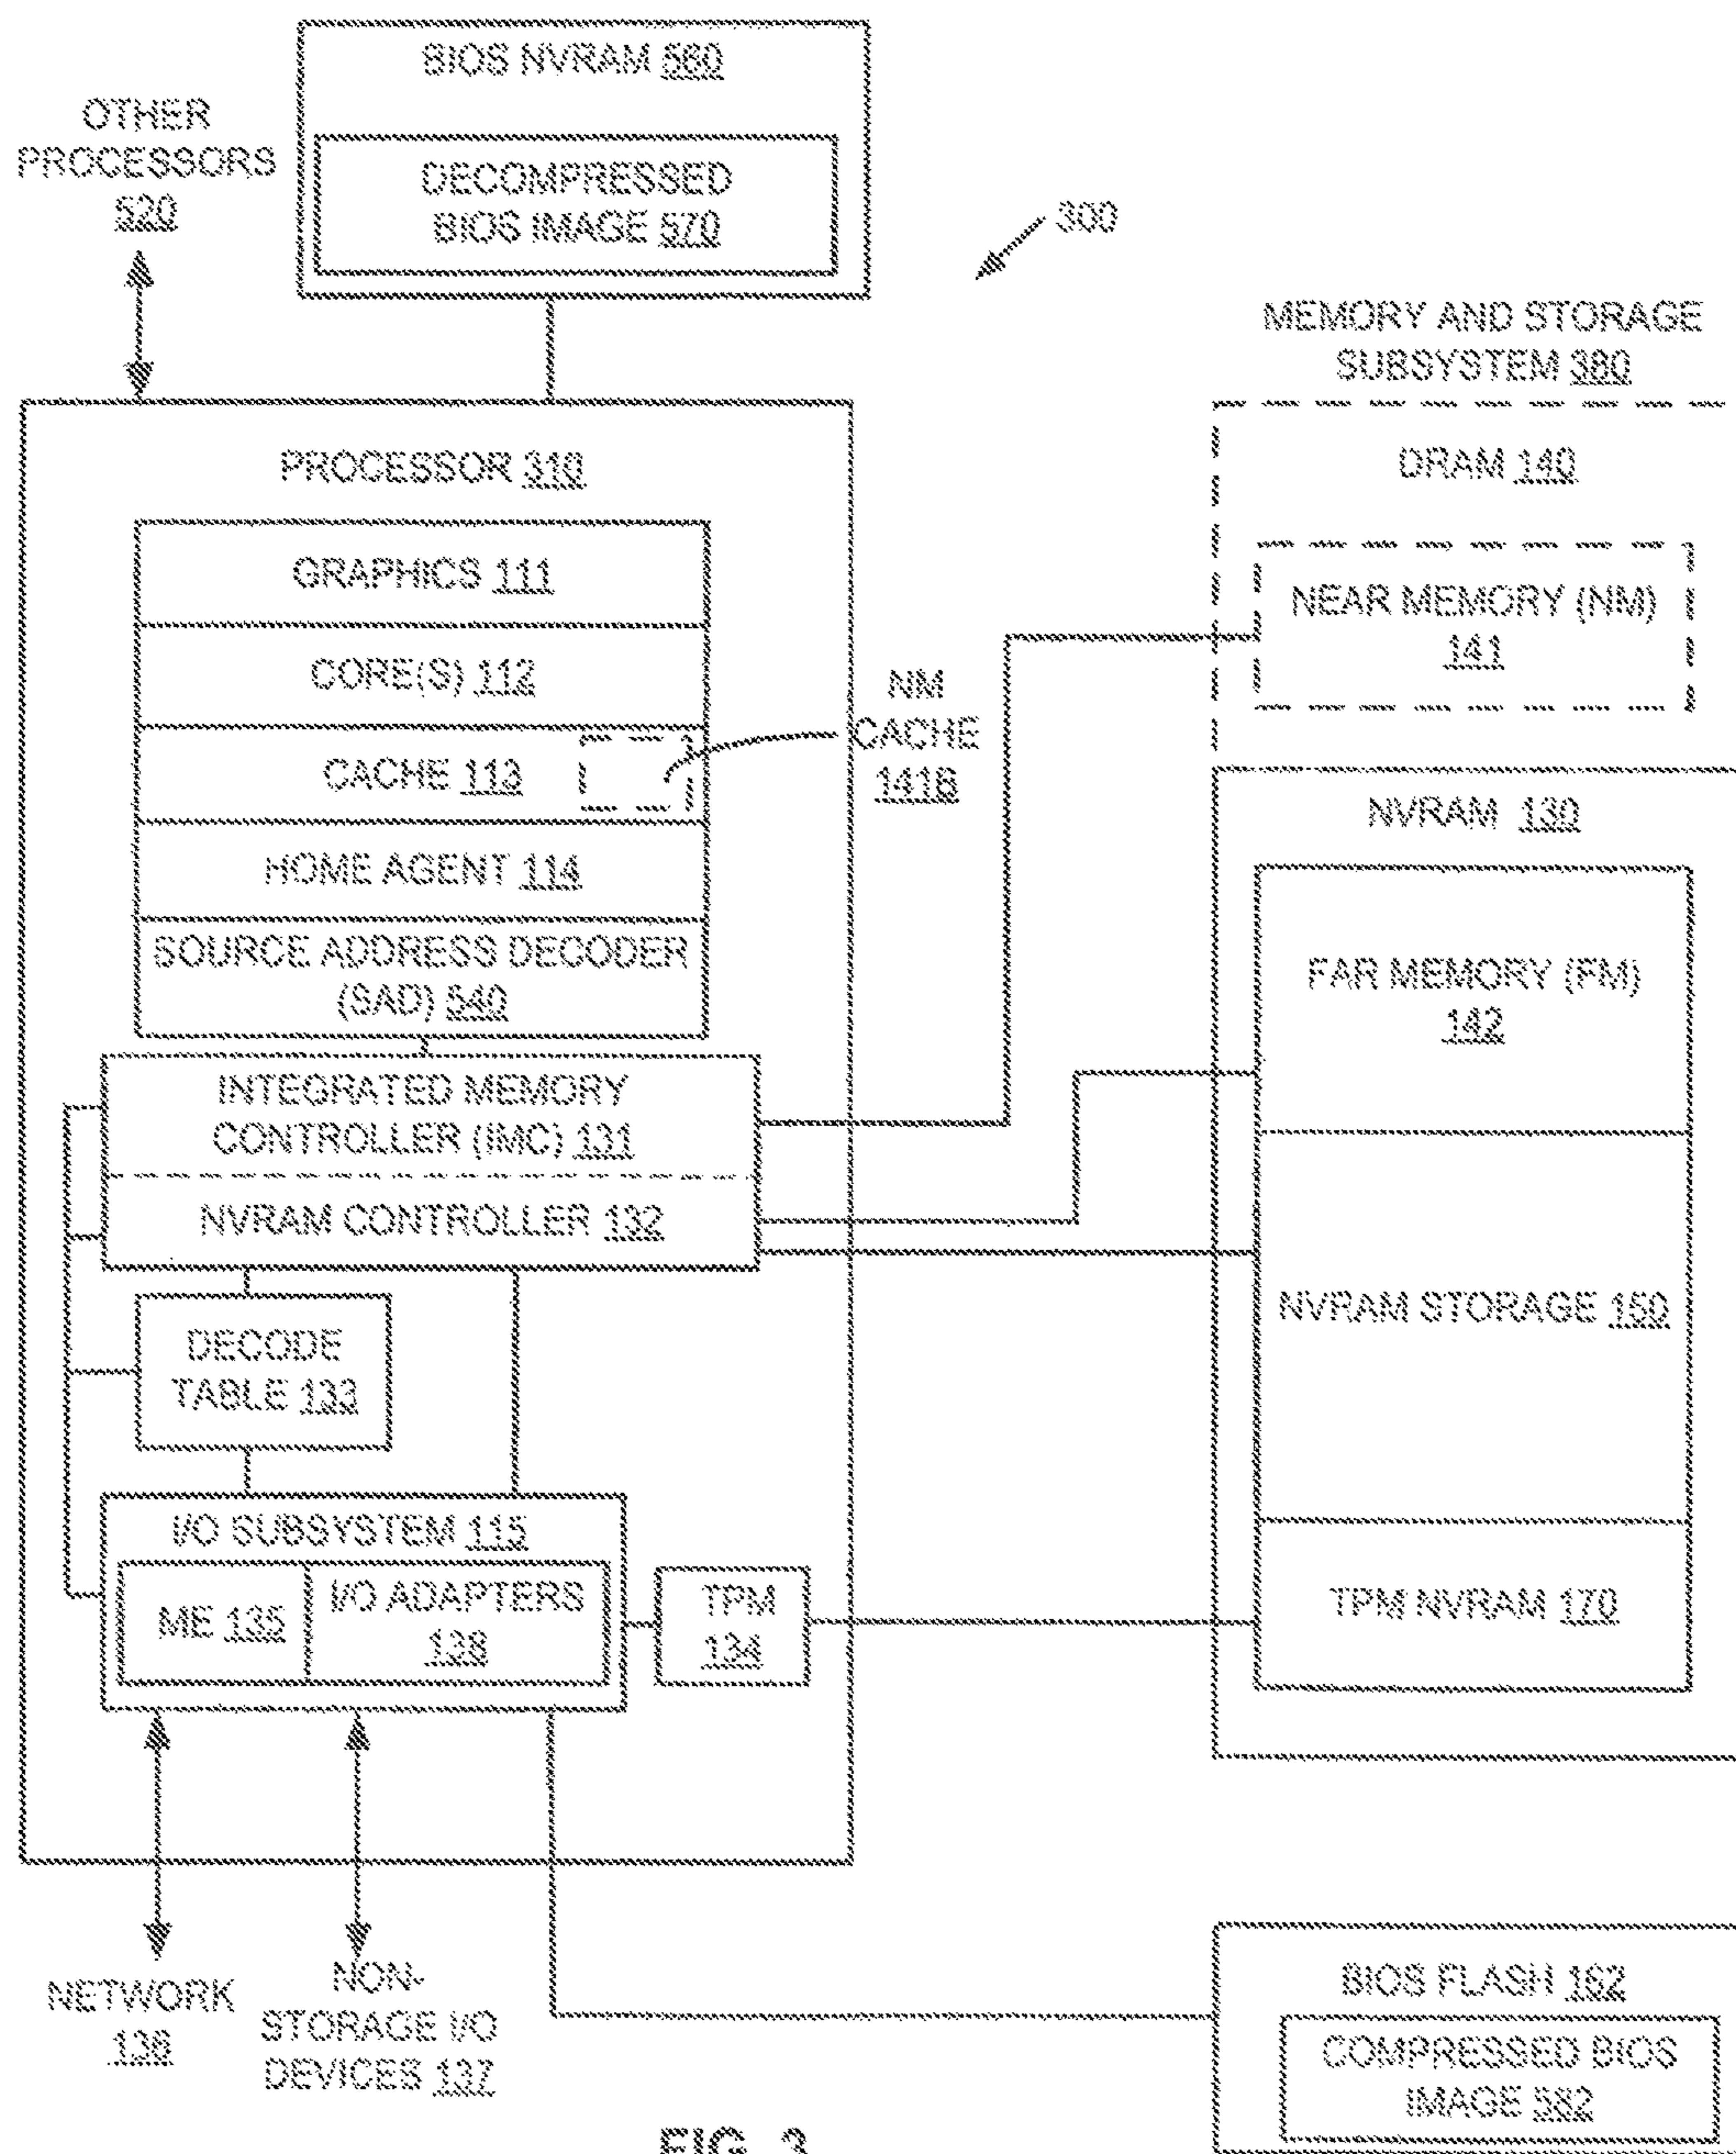 BIOS NVRAM 560
DECOMPRESSED
BIOS IMAGE 570
OTHER
PROCESSORS
520
300
MEMORY AND STORAGE
SUBSYSTEM 380
PROCESSOR 310
GRAPHICS 111
CORE(S) 112
CACHE 113
NM
CACHE
141B
HOME AGENT 114
SOURCE ADDRESS DECODER
(SAD) 540
INTEGRATED MEMORY
CONTROLLER (IMC) 131
NVRAM CONTROLLER 132
DECODE
TABLE 133
I/O SUBSYSTEM 115
ME 135
I/O ADAPTERS
138
TPM
134
DRAM 140
NEAR MEMORY (NM)
141
NVRAM 130
FAR MEMORY (FM)
142
NVRAM STORAGE 150
TPM NVRAM 170
NETWORK
136
NON-
STORAGE I/O
DEVICES 137
BIOS FLASH 162
COMPRESSED BIOS
IMAGE 582
FIG. 3